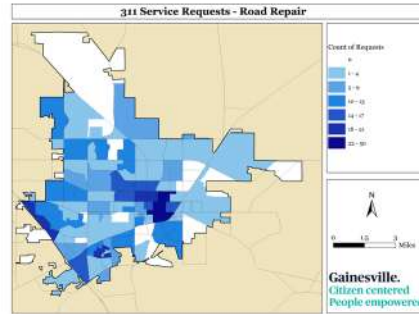 311 Service Requests - Road Repair
Count of Requests
0
1 - 4
5 - 9
10 - 13
14 - 17
18 - 21
22 - 50
N
0 1.5 3
Miles
Gainesville.
Citizen centered
People empowered